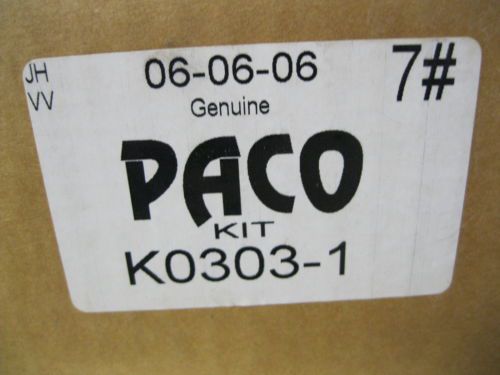 JH 06-06-06 7#
VV Genuine
PACO
KIT
K0303-1